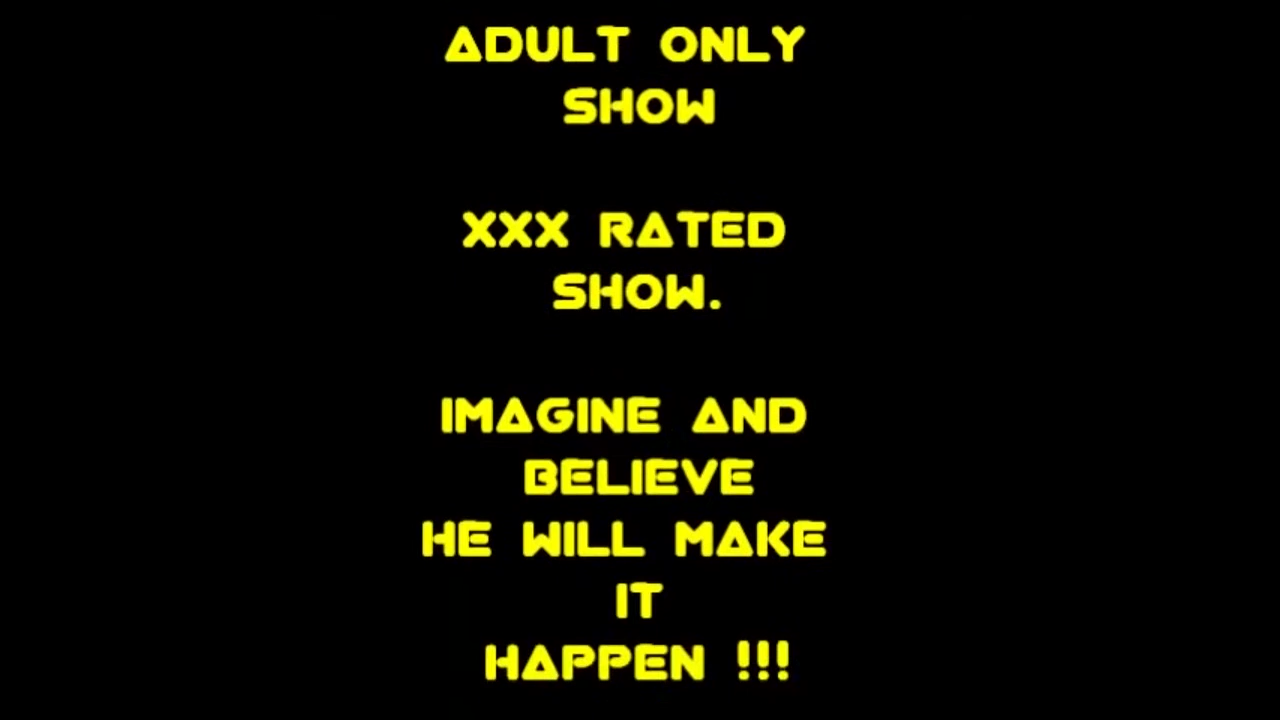 ADULT ONLY
SHOW
XXX RATED
SHOW.
IMAGINE AND
BELIEVE
HE WILL MAKE
IT
HAPPEN !!!